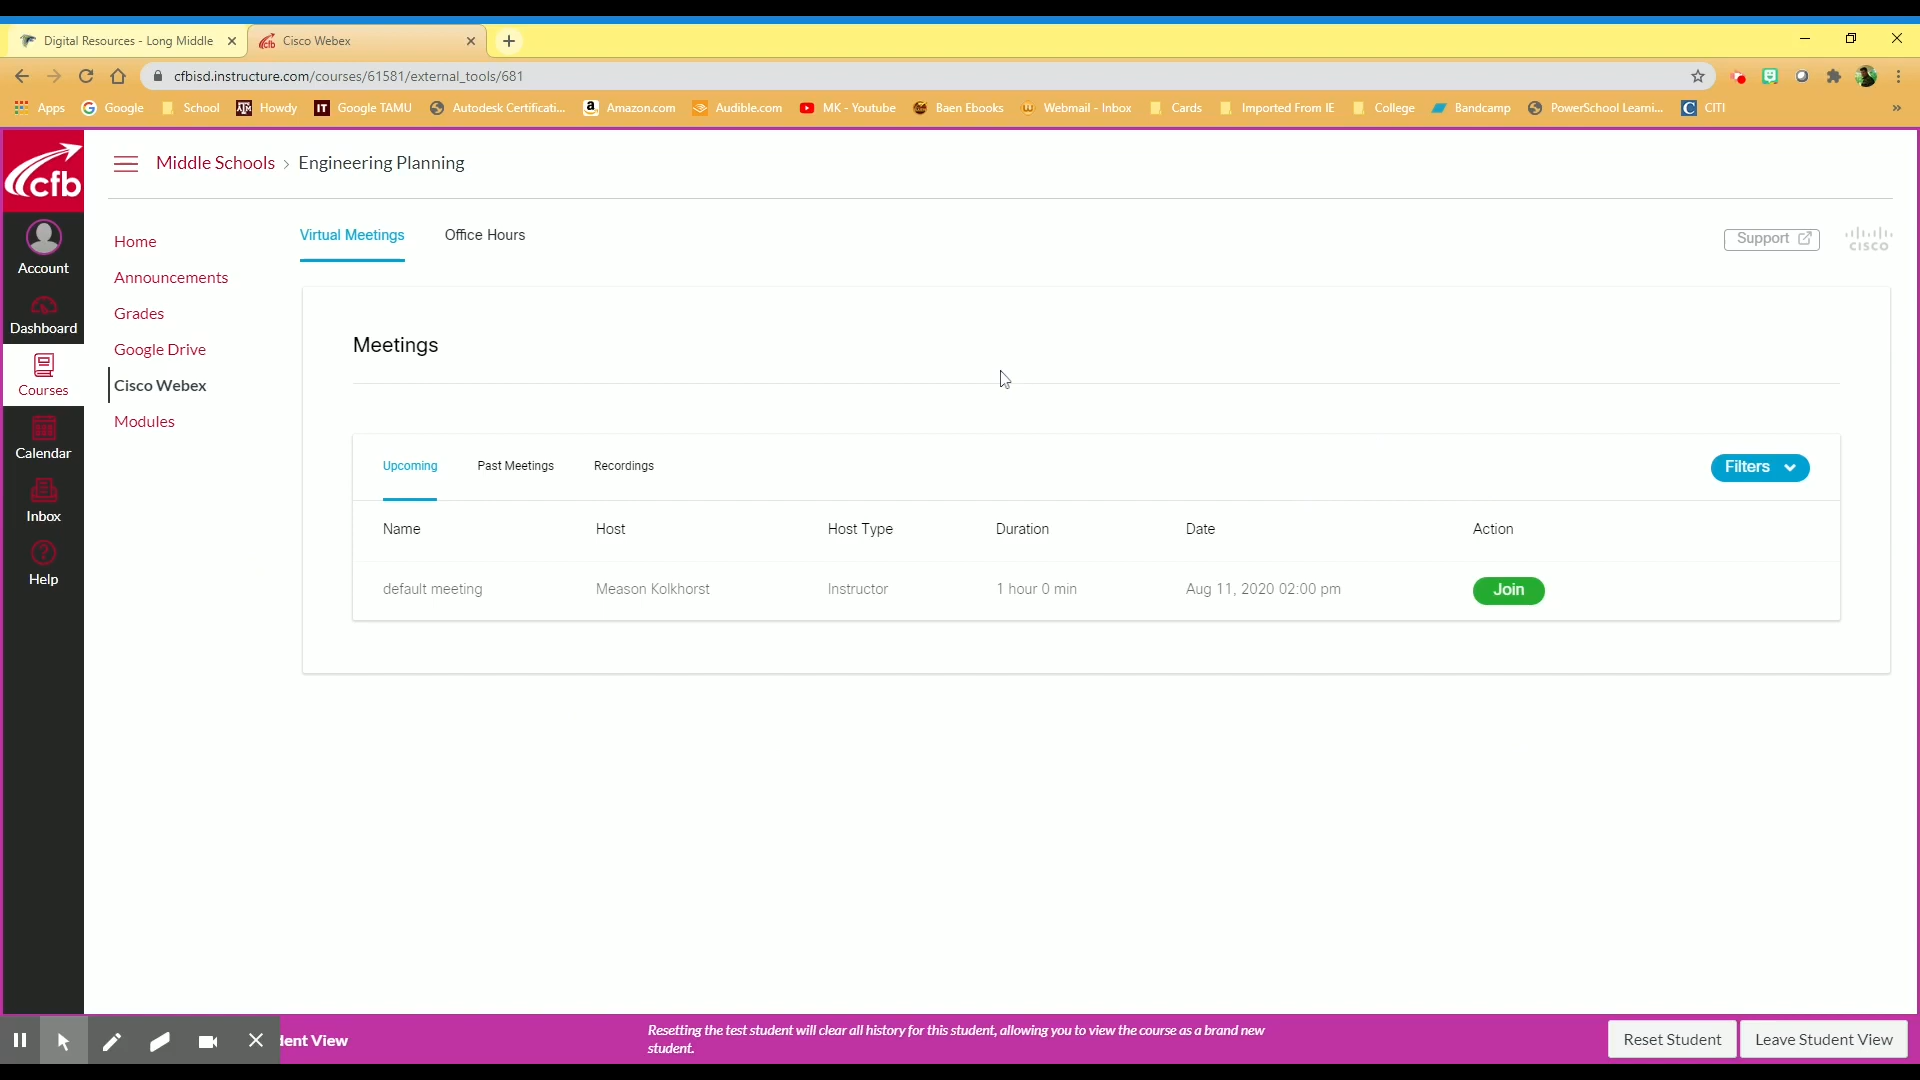 Digital Resources - Long Middle
Cisco Webex
cfbisd.instructure.com/courses/61581/external_tools/681
Apps
Google
School
Howdy
Google TAMU
Autodesk Certificati...
Amazon.com
Audible.com
MK - Youtube
Baen Ebooks
Webmail - Inbox
Cards
Imported From IE
College
Bandcamp
PowerSchool Learni...
CITI
»
cfb
Account
Dashboard
Courses
Calendar
Inbox
Help
Middle Schools › Engineering Planning
Home
Announcements
Grades
Google Drive
Cisco Webex
Modules
Virtual Meetings
Office Hours
Support
CISCO
Meetings
Upcoming
Past Meetings
Recordings
Filters
Name
Host
Host Type
Duration
Date
Action
default meeting
Meason Kolkhorst
Instructor
1 hour 0 min
Aug 11, 2020 02:00 pm
Join
dent View
Resetting the test student will clear all history for this student, allowing you to view the course as a brand new
student.
Reset Student
Leave Student View